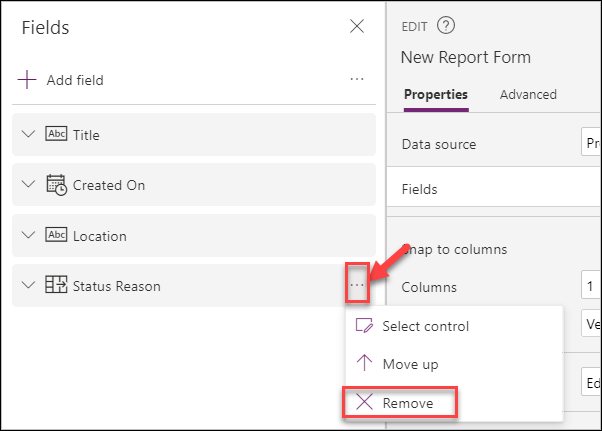 Fields
Add field
Abc Title
Created On
Abc Location
Status Reason
Select control
Move up
Remove
EDIT ?
New Report Form
Properties Advanced
Data source Pr
Fields
Snap to columns
Columns 1
Ve
Ed